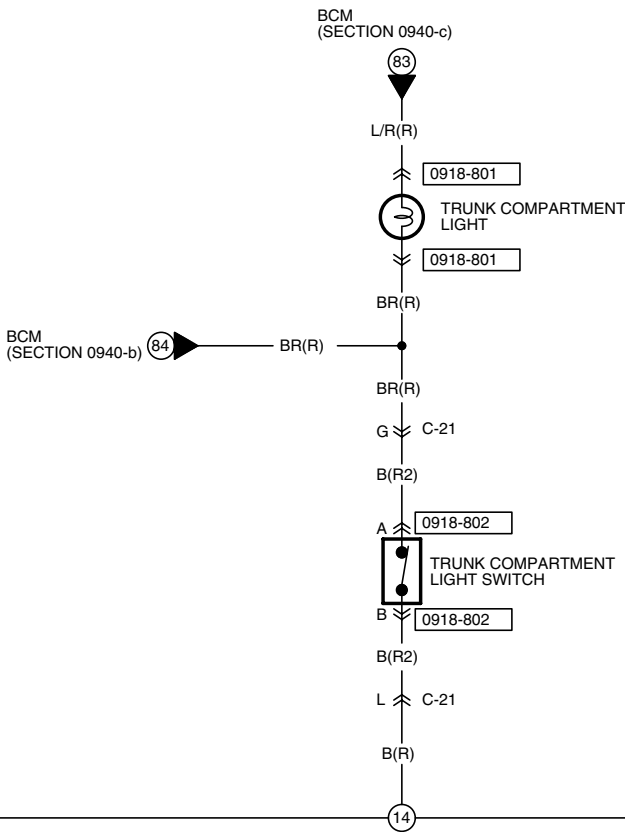 BCM
(SECTION 0940-c)
83
L/R(R)
0918-801
TRUNK COMPARTMENT
LIGHT
0918-801
BR(R)
BCM
(SECTION 0940-b)
84
BR(R)
BR(R)
G C-21
B(R2)
A 0918-802
TRUNK COMPARTMENT
LIGHT SWITCH
B 0918-802
B(R2)
L C-21
B(R)
14